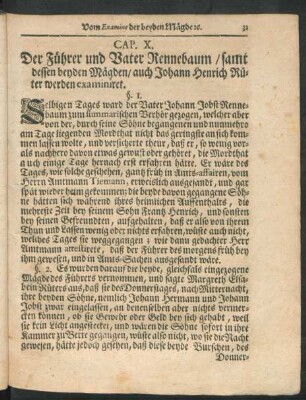 Vom Examine der beyden Mägde ꝛc. 31
CAP. X.
Der Führer und Vater Rennebaum / samt
dessen beyden Mägden / auch Johann Henrich Rü-
ter werden examiniret.
§. 1.
Selbigen Tages ward der Vater Johann Jobst Renne-
baum zum summarischen Verhör gezogen, welcher aber
von der, durch seine Söhne begangenen und nunmehro
am Tage liegenden Mordthat nicht das geringste an sich kom-
men lassen wolte, und versicherte theur, daß er, so wenig vor-
als nachhero davon etwas gewust oder gehöret, die Mordthat
auch einige Tage hernach erst erfahren hätte. Er wäre des
Tages, wie solche geschehen, gantz früh in Amts-affairen, vom
Herrn Amtmann Tiemann, erweislich ausgesandt, und gar
spät wieder heim gekommen; die beyde davon gegangene Söh-
ne hätten sich während ihres heimlichen Auffenthalts, die
mehreste Zeit bey seinem Sohn Frantz Henrich, und sonsten
bey seinen Befreundten, aufgehalten, daß er also von ihrem
Thun und Lassen wenig oder nichts erfahren, wüste auch nicht,
welches Tages sie weggegangen; wie dann gedachter Herr
Amtmann attestirte, daß der Führer des morgens früh bey
ihm gewesen, und in Amts-Sachen ausgesandt wäre.
§. 2. Es wurden darauf die beyde, gleichfals eingezogene
Mägde des Führers vernommen, und sagte Margreth Elsa-
bein Rüters aus, daß sie des Donnerstages, nach Mitternacht,
ihre beyden Söhne, nemlich Johann Hermann und Johann
Jobst zwar eingelassen, an denenselben aber nichts vermer-
cken können, ob sie Gewehr oder Geld bey sich gehabt, weil
sie kein Licht angestecket, und wären die Söhne sofort in ihre
Kammer zu Bette gegangen, wüste also nicht, wo sie die Nacht
gewesen, hätte jedoch gesehen, daß diese beyde Burschen, des
Donner-